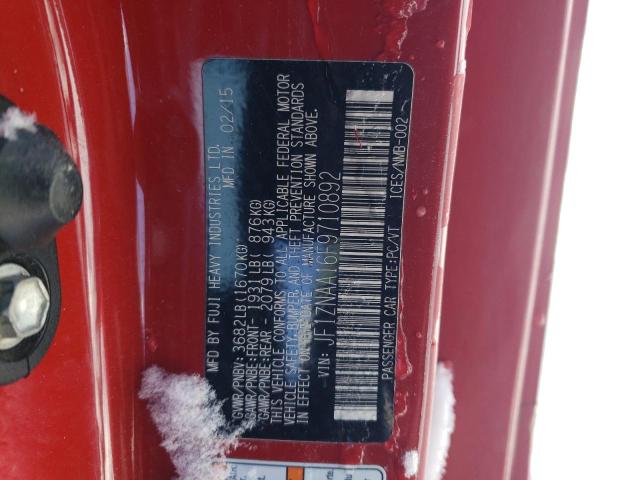 MFD BY FUJI HEAVY INDUSTRIES LTD.
MFD IN 02/15
GVWR/PNBV: 3682LB(1670KG)
GAWR/PNBE:FRONT- 1931LB( 876KG)
GAWR/PNBE:REAR - 2079LB( 943KG)
THIS VEHICLE CONFORMS TO ALL APPLICABLE FEDERAL MOTOR
VEHICLE SAFETY,BUMPER, AND THEFT PREVENTION STANDARDS
IN EFFECT ON THE DATE OF MANUFACTURE SHOWN ABOVE.
VIN: JF1ZNAA16F9710892
PASSENGER CAR TYPE:PC/VT ICES/NMB-002